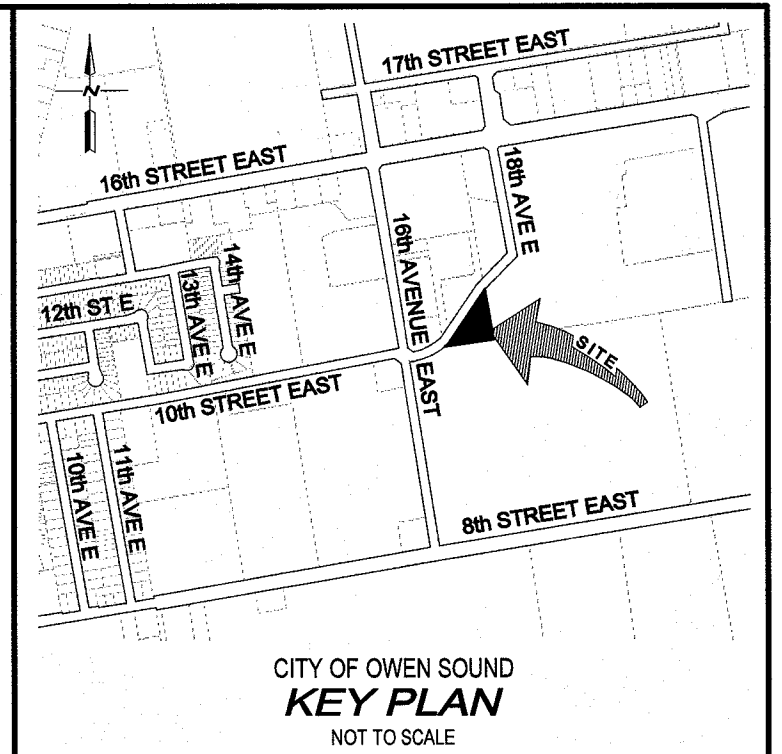 17th STREET EAST
N
16th STREET EAST
18th AVE E
14th AVE E
13th AVE E
16th AVENUE EAST
12th ST E
SITE
10th STREET EAST
10th AVE E
11th AVE E
8th STREET EAST
CITY OF OWEN SOUND
KEY PLAN
NOT TO SCALE